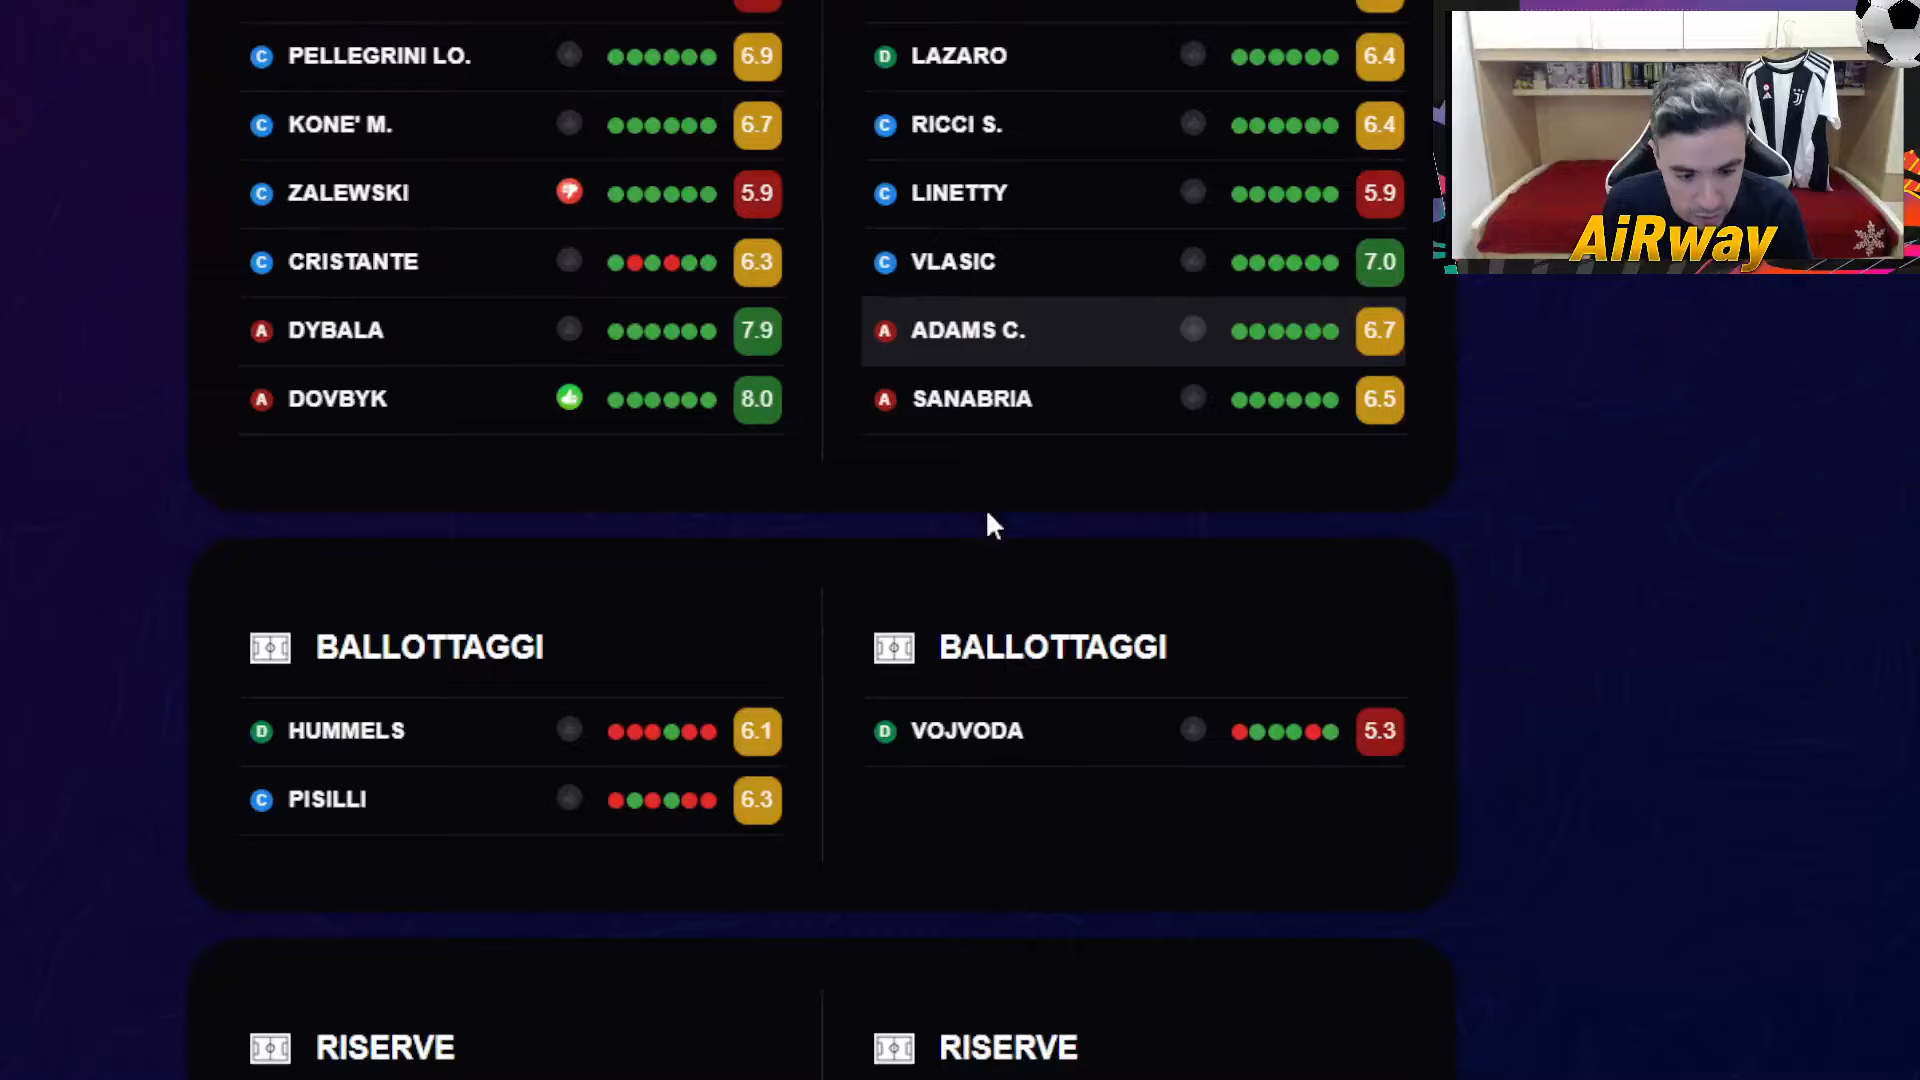 C PELLEGRINI LO. 6.9
C KONE' M. 6.7
C ZALEWSKI 5.9
C CRISTANTE 6.3
A DYBALA 7.9
A DOVBYK 8.0
D LAZARO 6.4
C RICCI S. 6.4
C LINETTY 5.9
C VLASIC 7.0
A ADAMS C. 6.7
A SANABRIA 6.5
BALLOTTAGGI
D HUMMELS 6.1
C PISILLI 6.3
BALLOTTAGGI
D VOJVODA 5.3
RISERVE
RISERVE
AiRway